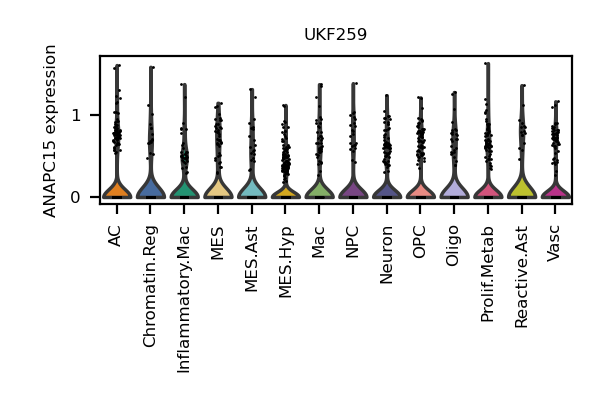 UKF259
ANAPC15 expression
1
0
AC
Chromatin.Reg
Inflammatory.Mac
MES
MES.Ast
MES.Hyp
Mac
NPC
Neuron
OPC
Oligo
Prolif.Metab
Reactive.Ast
Vasc